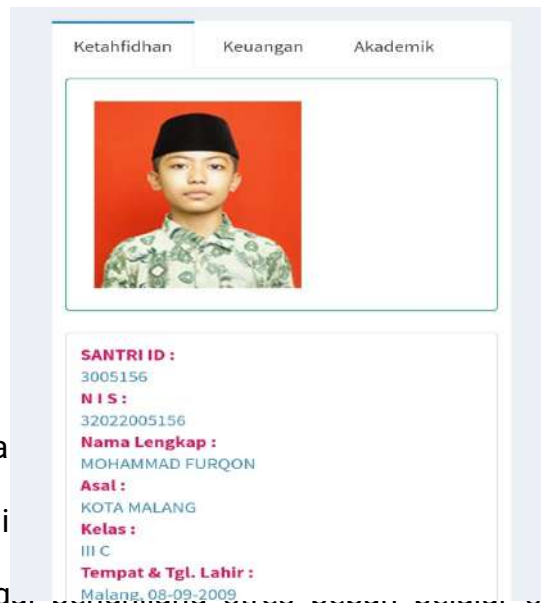 Ketahfidhan Keuangan Akademik
SANTRI ID :
3005156
N I S :
32022005156
Nama Lengkap :
MOHAMMAD FURQON
Asal :
KOTA MALANG
Kelas :
III C
Tempat & Tgl. Lahir :
Malang, 08-09-2009